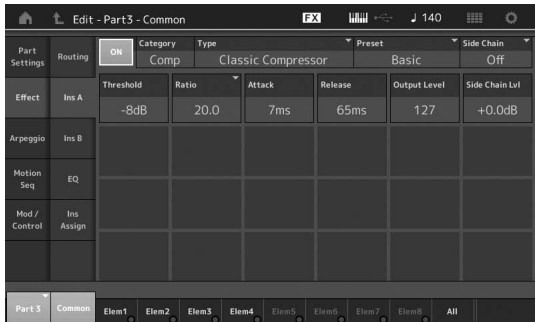 Edit - Part3 - Common FX ♩ 140
Part Settings
Effect
Arpeggio
Motion Seq
Mod / Control
Routing
Ins A
Ins B
EQ
Ins Assign
ON
Category Type Preset Side Chain
Comp Classic Compressor Basic Off
Threshold Ratio Attack Release Output Level Side Chain Lvl
-8dB 20.0 7ms 65ms 127 +0.0dB
Part 3 Common Elem1 Elem2 Elem3 Elem4 Elem5 Elem6 Elem7 Elem8 All